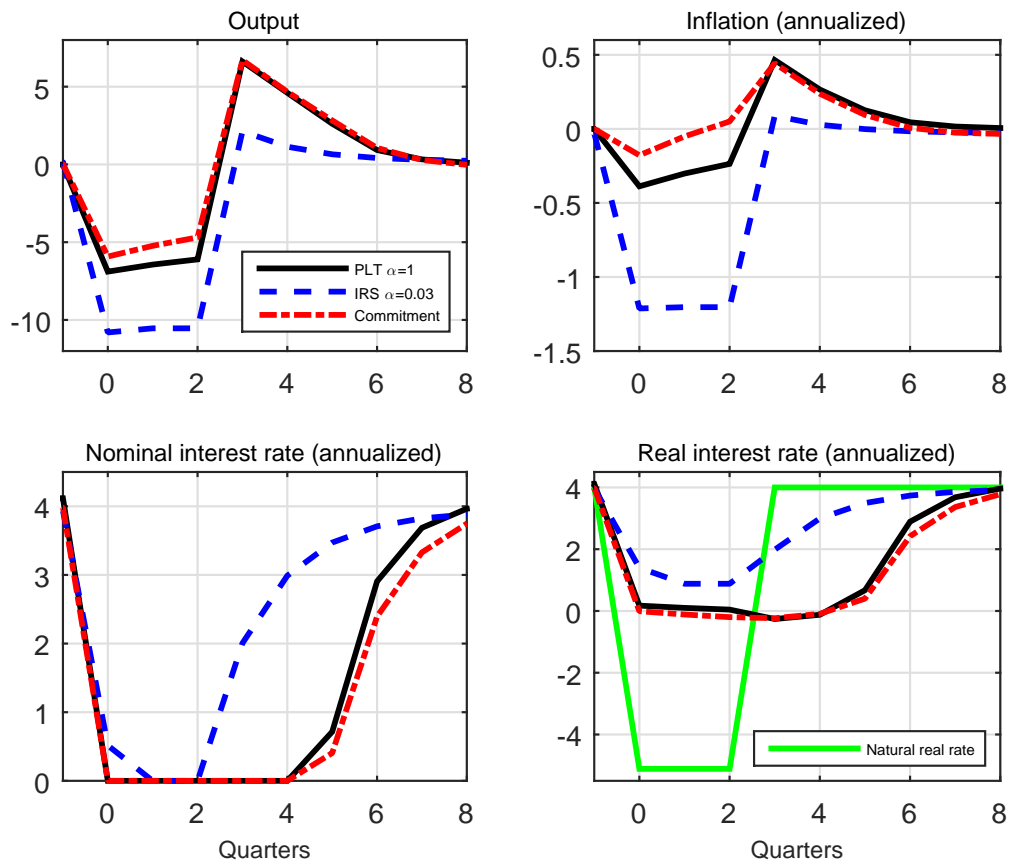 Output
5
0
-5
-10
0 2 4 6 8
PLT α=1
IRS α=0.03
Commitment
Inflation (annualized)
0.5
0
-0.5
-1
-1.5
0 2 4 6 8
Nominal interest rate (annualized)
4
3
2
1
0
0 2 4 6 8
Quarters
Real interest rate (annualized)
4
2
0
-2
-4
0 2 4 6 8
Natural real rate
Quarters